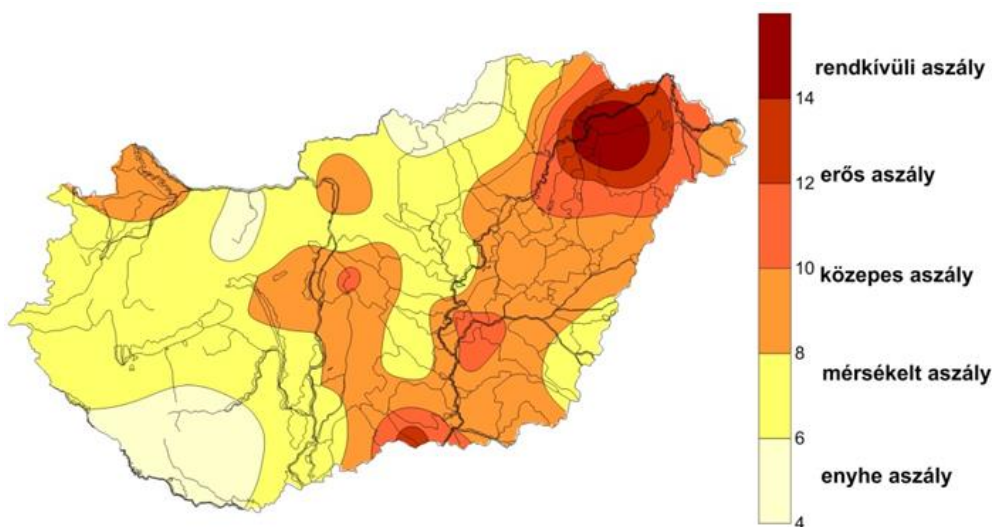 rendkívüli aszály
14
erős aszály
12
10
közepes aszály
8
mérsékelt aszály
6
enyhe aszály
4